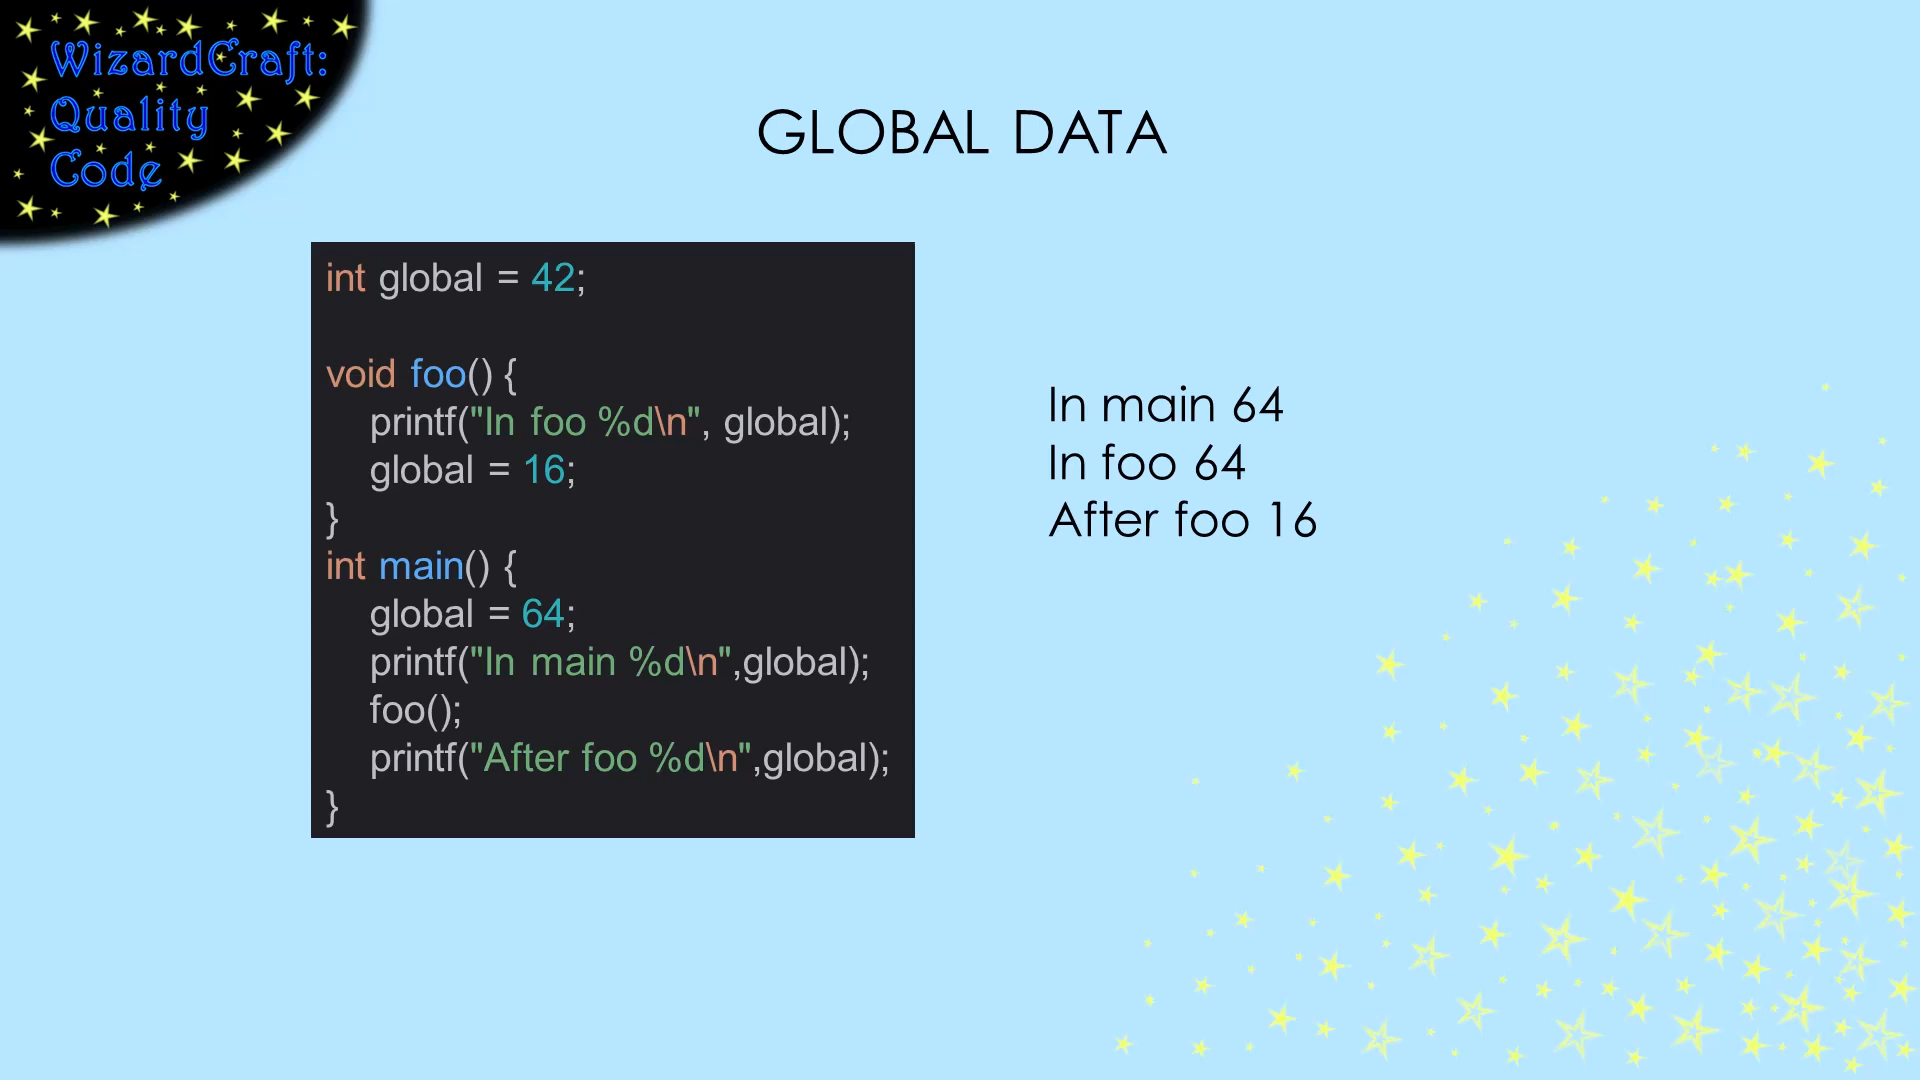 WizardCraft:
Quality
Code
GLOBAL DATA
int global = 42;
void foo() {
printf("In foo %d\n", global);
global = 16;
}
int main() {
global = 64;
printf("In main %d\n",global);
foo();
printf("After foo %d\n",global);
}
In main 64
In foo 64
After foo 16